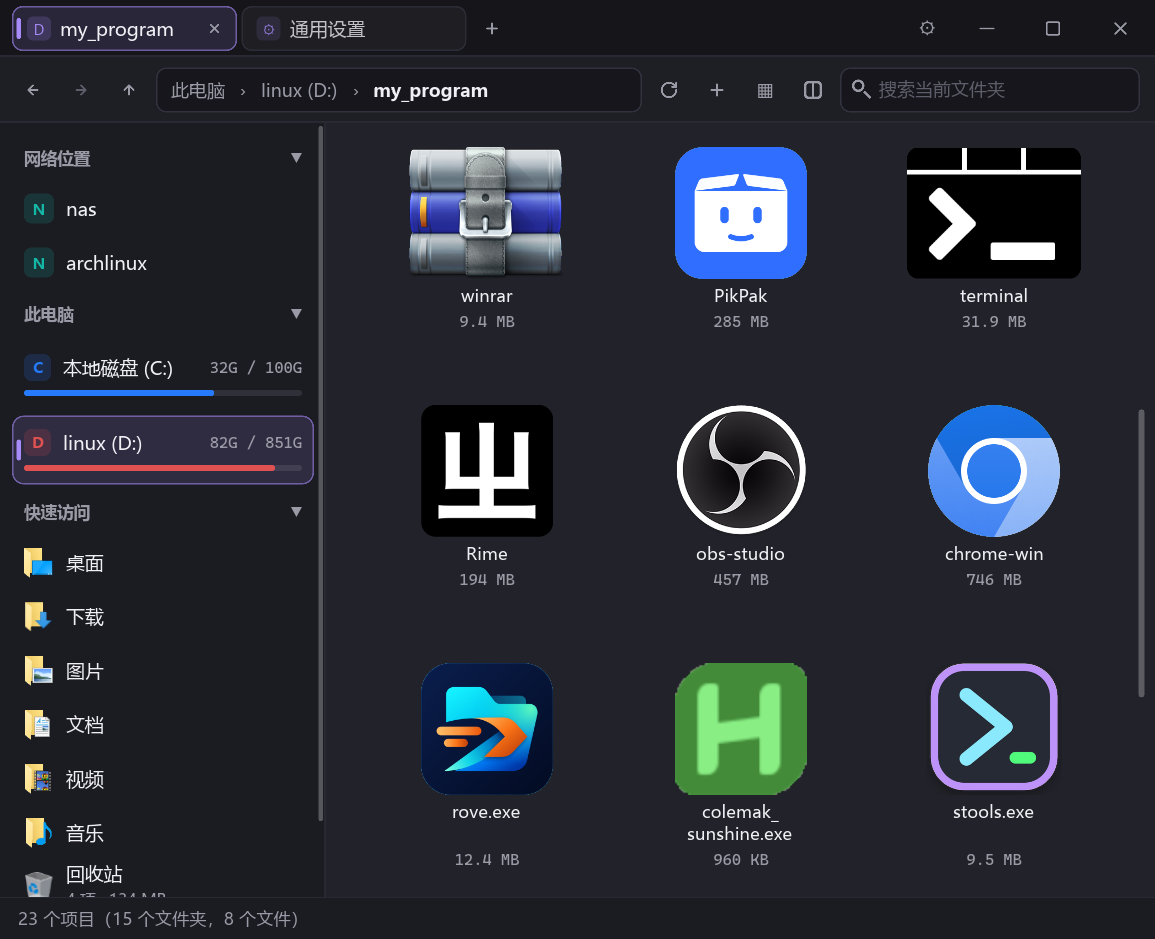 D my_program ×
通用设置
此电脑 › linux (D:) › my_program
搜索当前文件夹
网络位置
N nas
N archlinux
此电脑
C 本地磁盘 (C:) 32G / 100G
D linux (D:) 82G / 851G
快速访问
桌面
下载
图片
文档
视频
音乐
回收站
winrar
9.4 MB
PikPak
285 MB
terminal
31.9 MB
Rime
194 MB
obs-studio
457 MB
chrome-win
746 MB
rove.exe
12.4 MB
colemak_
sunshine.exe
960 KB
stools.exe
9.5 MB
23 个项目（15 个文件夹，8 个文件）